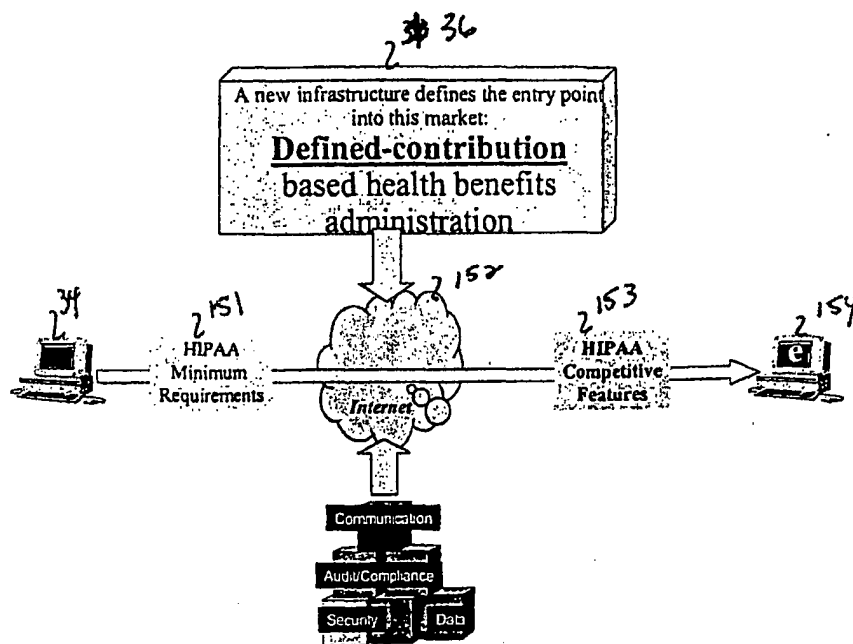 36
A new infrastructure defines the entry point
into this market:
Defined-contribution
based health benefits
administration
34
151
152
153
154
HIPAA
Minimum
Requirements
Internet
HIPAA
Competitive
Features
e
Communication
Audit/Compliance
Security
Data